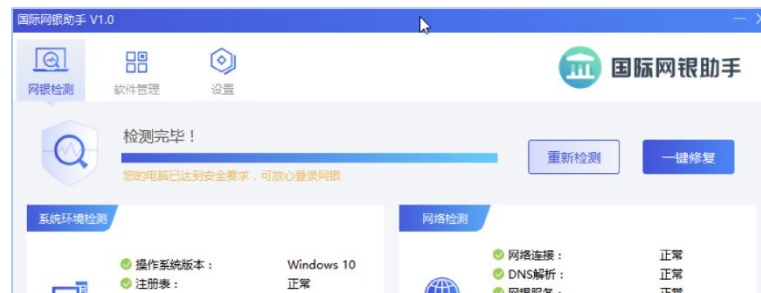 国际网银助手 V1.0
网银检测 软件管理 设置
国际网银助手
检测完毕！
重新检测 一键修复
您的电脑已达到安全要求，可放心登录网银
系统环境检测 网络检测
操作系统版本： Windows 10
注册表： 正常
网络连接： 正常
DNS解析： 正常